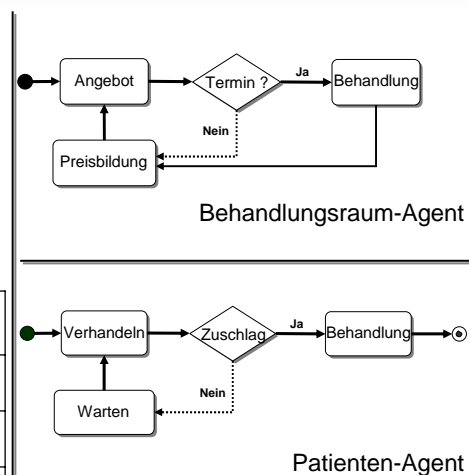 Angebot
Termin ?
Ja
Behandlung
Nein
Preisbildung
Behandlungsraum-Agent
Verhandeln
Zuschlag
Ja
Behandlung
Nein
Warten
Patienten-Agent